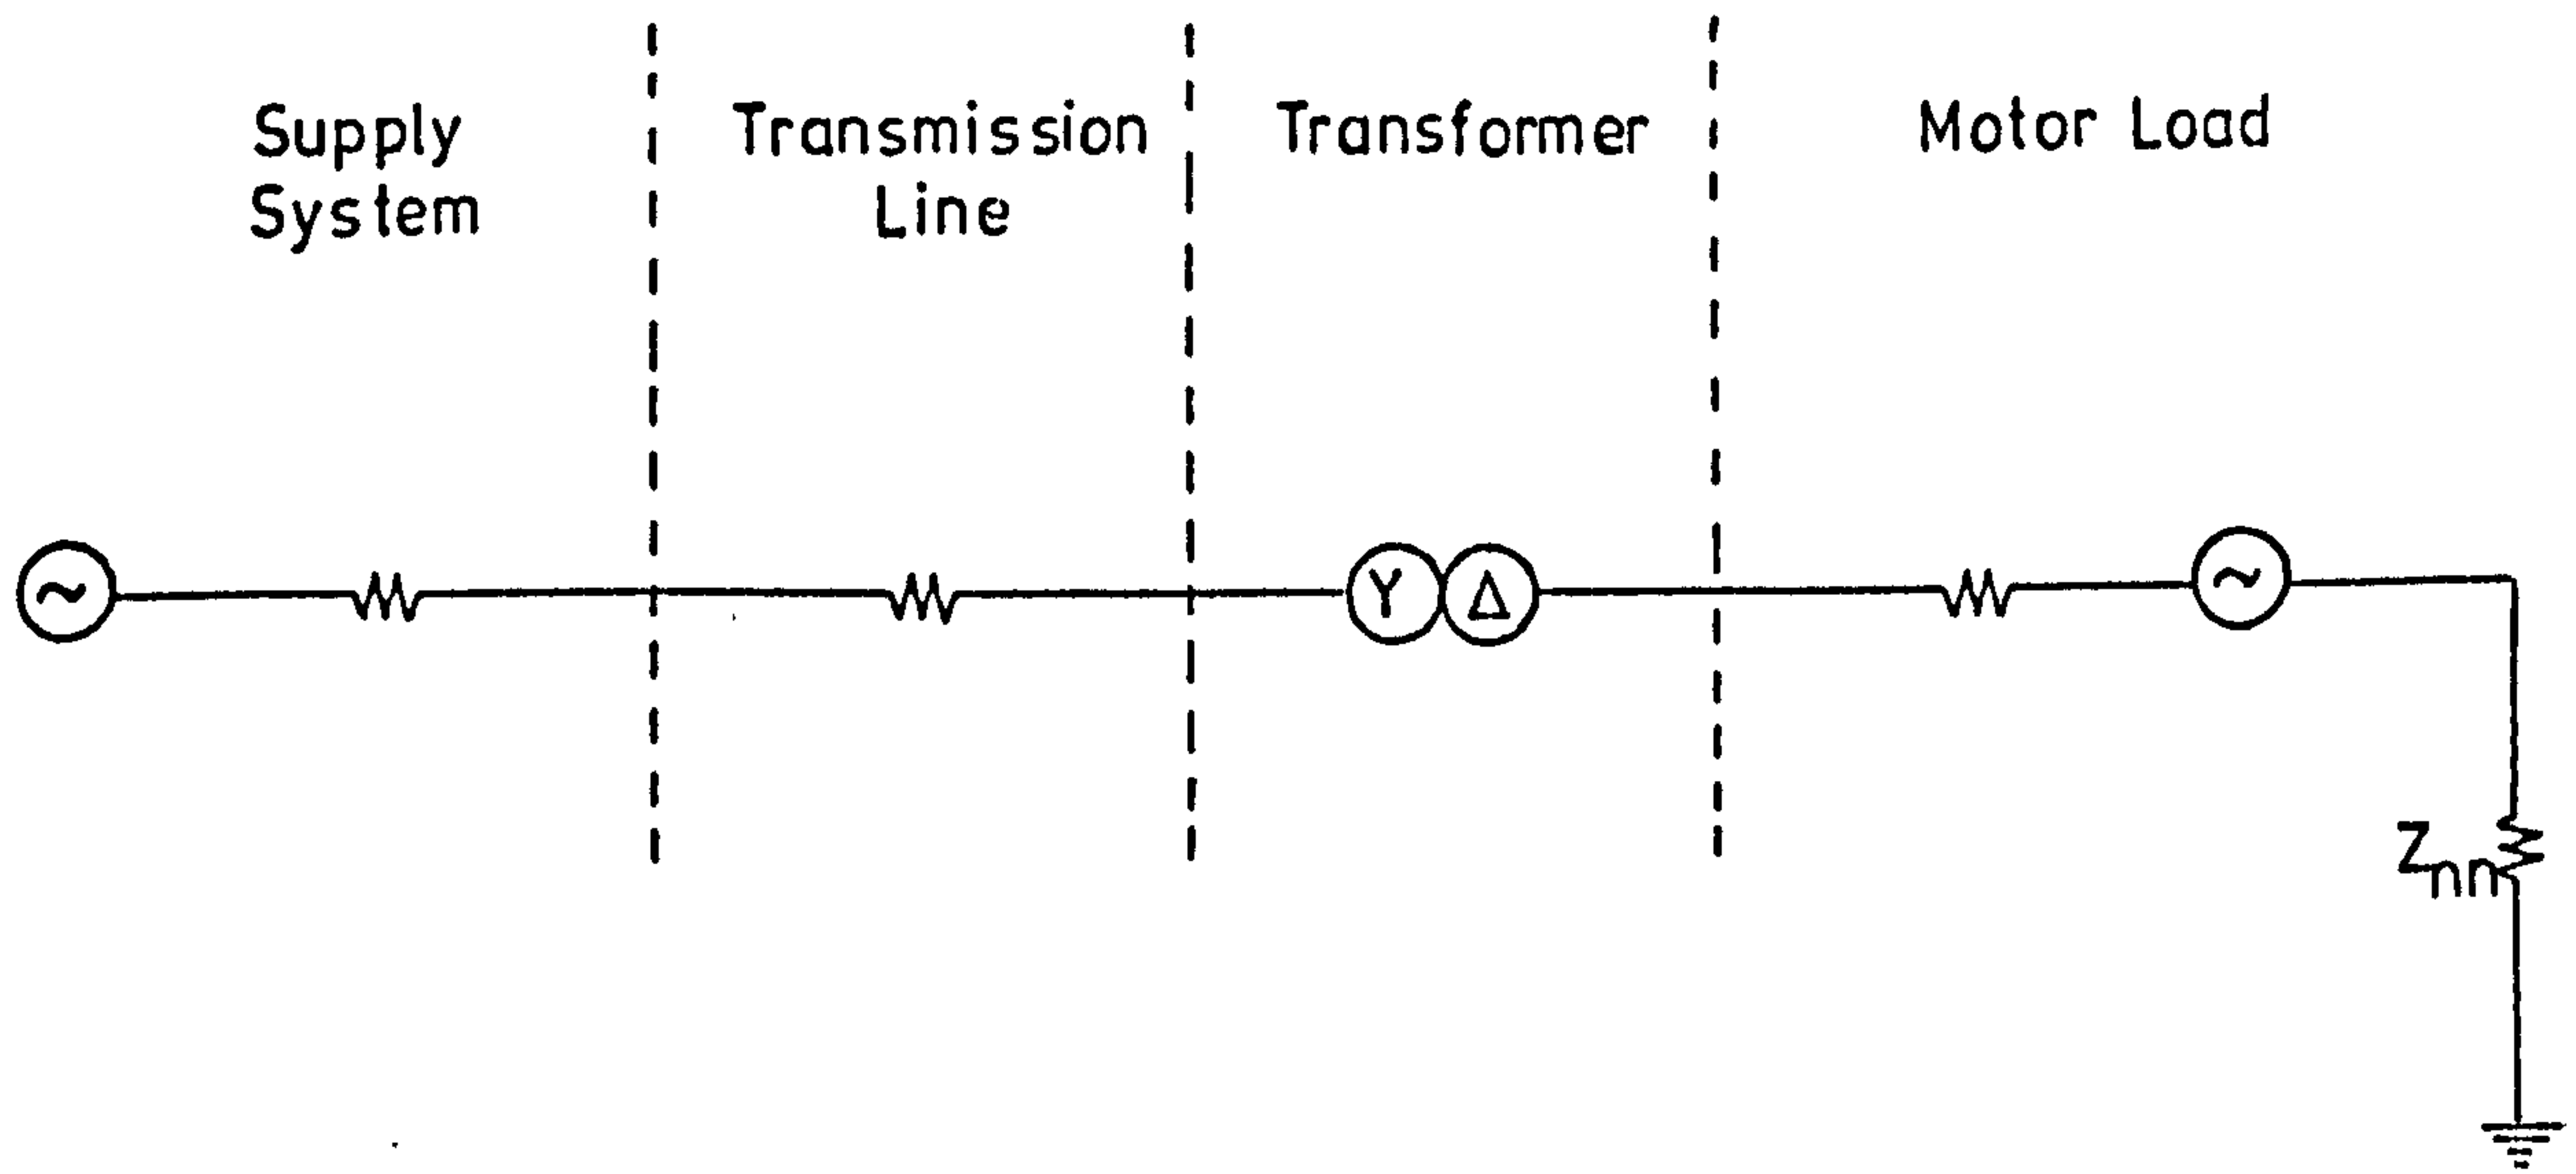 Supply
System
Transmission
Line
Transformer
Motor Load
Y Δ
Znn